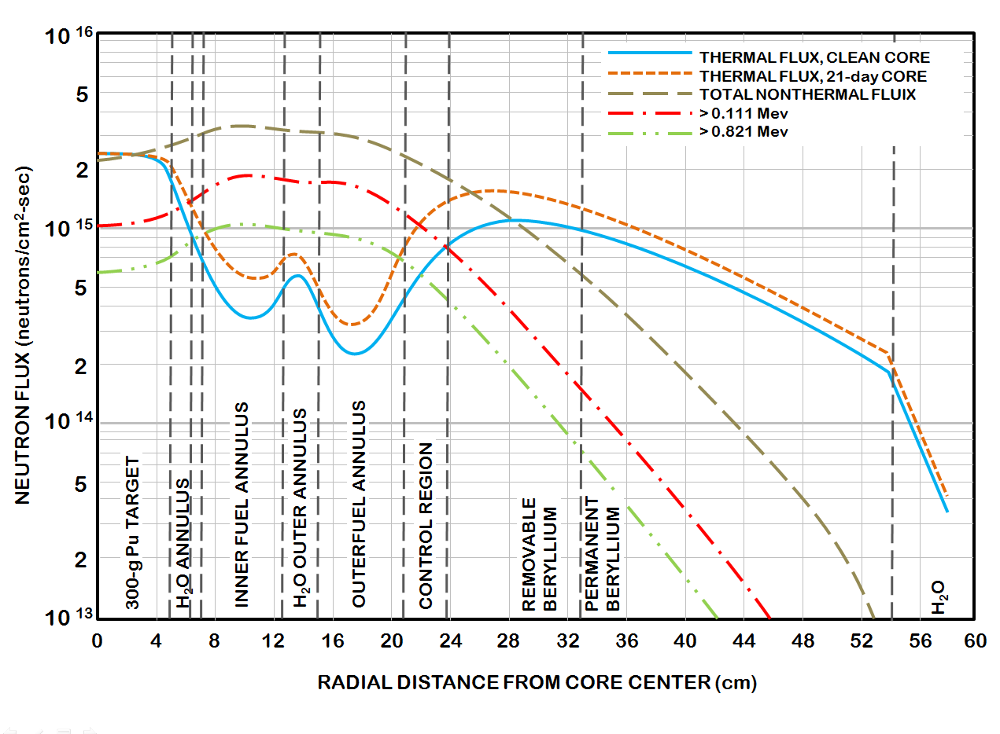 10 16
5
2
10 15
5
2
10 14
5
2
10 13
NEUTRON FLUX (neutrons/cm2-sec)
THERMAL FLUX, CLEAN CORE
THERMAL FLUX, 21-day CORE
TOTAL NONTHERMAL FLUIX
> 0.111 Mev
> 0.821 Mev
300-g Pu TARGET
H2O ANNULUS
INNER FUEL ANNULUS
H2O OUTER ANNULUS
OUTERFUEL ANNULUS
CONTROL REGION
REMOVABLE
BERYLLIUM
PERMANENT
BERYLLIUM
H2O
0 4 8 12 16 20 24 28 32 36 40 44 48 52 56 60
RADIAL DISTANCE FROM CORE CENTER (cm)